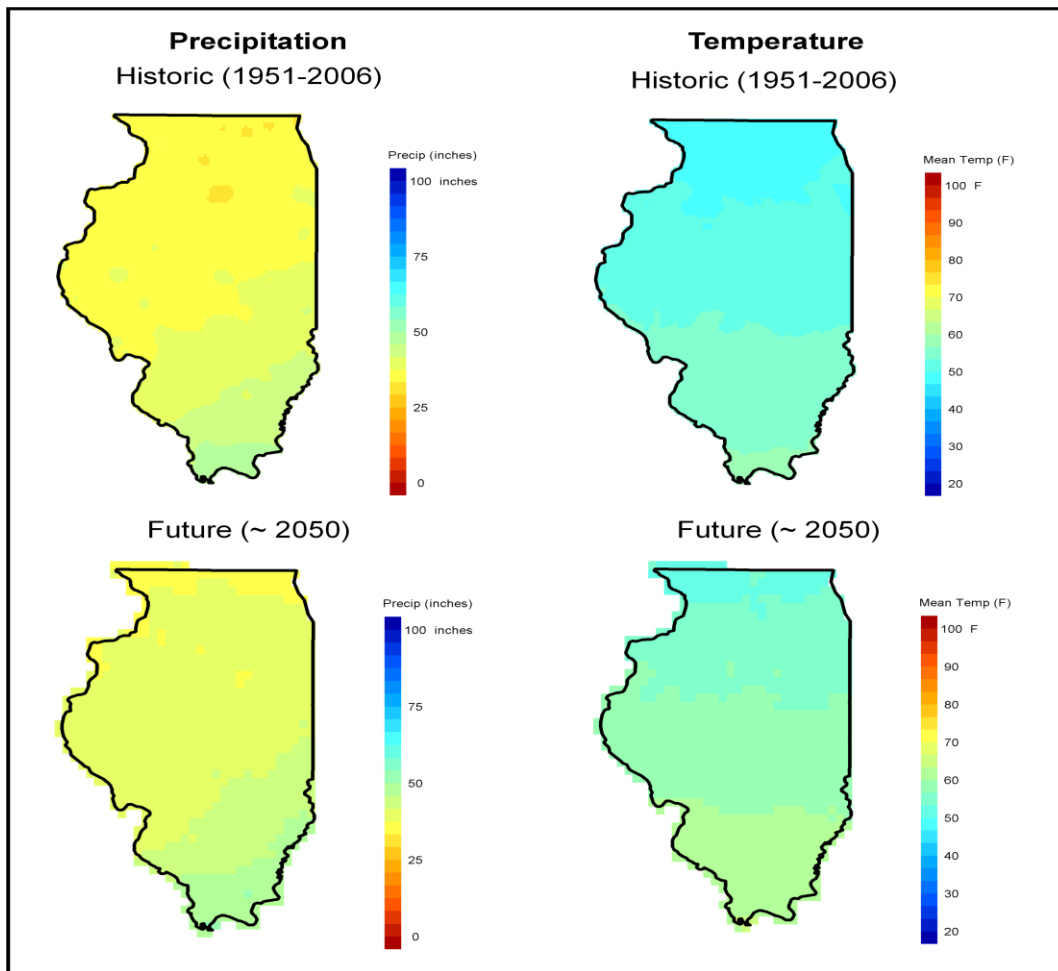 Precipitation
Historic (1951-2006)
Precip (inches)
100 inches
75
50
25
0
Temperature
Historic (1951-2006)
Mean Temp (F)
100 F
90
80
70
60
50
40
30
20
Future (~ 2050)
Precip (inches)
100 inches
75
50
25
0
Future (~ 2050)
Mean Temp (F)
100 F
90
80
70
60
50
40
30
20